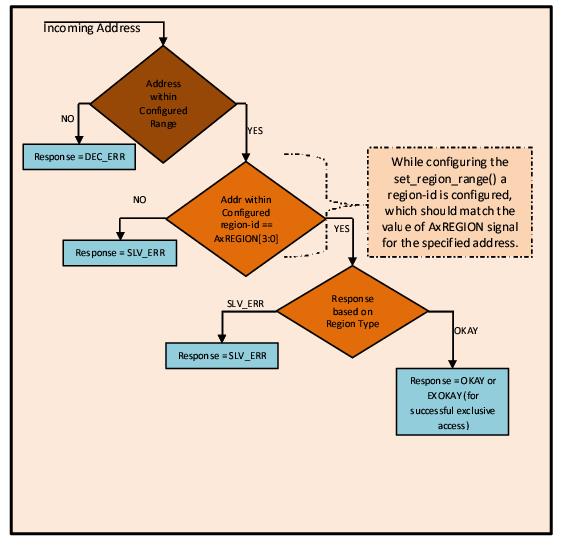 Incoming Address
Address
within
Configured
Range
NO
YES
Response =DEC_ERR
While configuring the
set_region_range() a
region-id is configured,
which should match the
value of AxREGION signal
for the specified address.
Addr within
Configured
region-id ==
AxREGION[3:0]
NO
YES
Response = SLV_ERR
Response
based on
Region Type
SLV_ERR
OKAY
Response =SLV_ERR
Response =OKAY or
EXOKAY(for
successful exclusive
access)